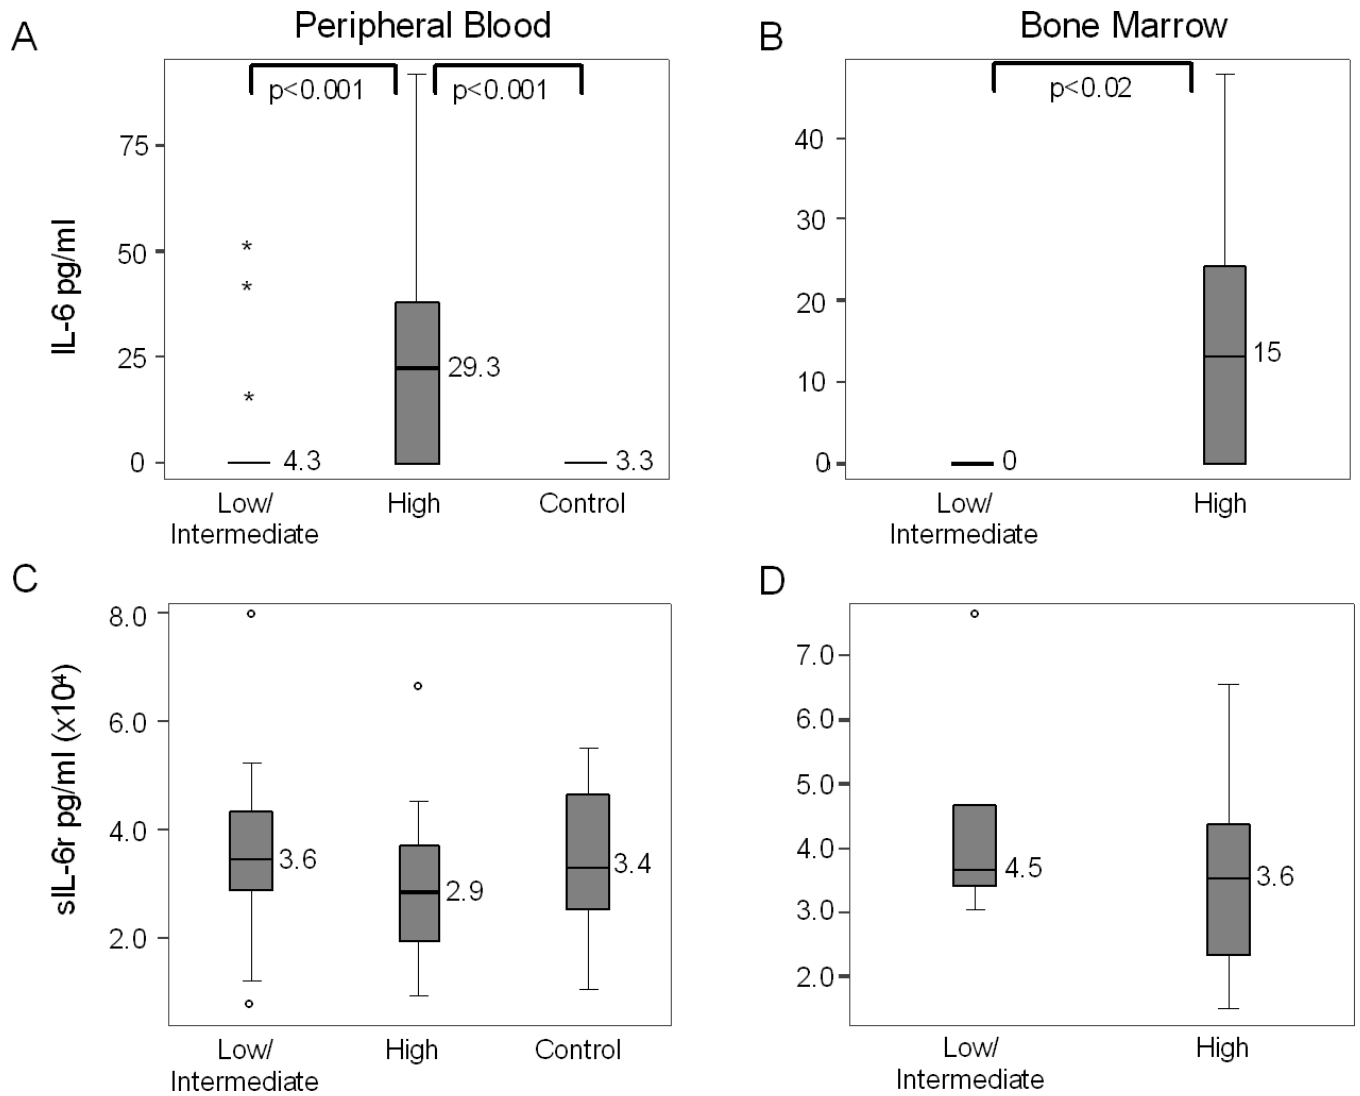 A
Peripheral Blood
p<0.001
p<0.001
75
50
25
0
IL-6 pg/ml
*
*
*
4.3
29.3
3.3
Low/
Intermediate
High
Control
B
Bone Marrow
p<0.02
40
30
20
10
0
0
15
Low/
Intermediate
High
C
8.0
6.0
4.0
2.0
sIL-6r pg/ml (x10⁴)
3.6
2.9
3.4
Low/
Intermediate
High
Control
D
7.0
6.0
5.0
4.0
3.0
2.0
4.5
3.6
Low/
Intermediate
High